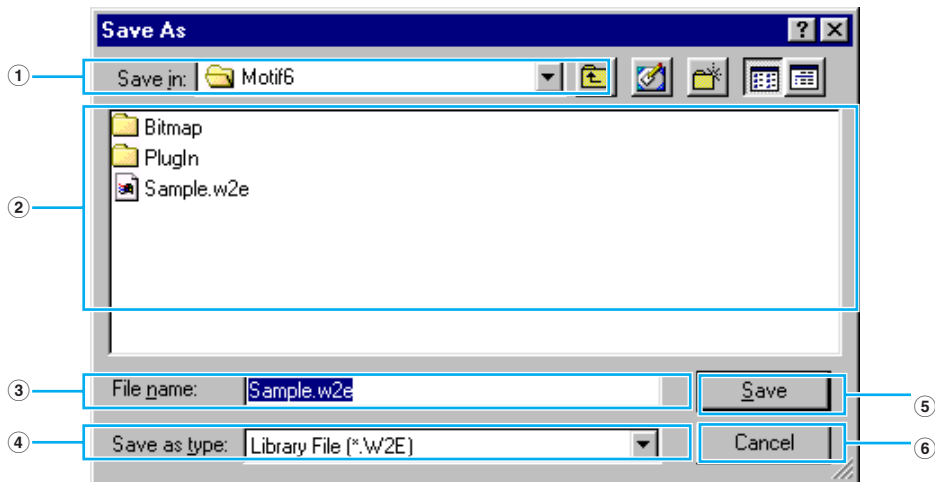 Save As
① Save in: Motif6
Bitmap
PlugIn
② Sample.w2e
③ File name: Sample.w2e Save ⑤
④ Save as type: Library File (*.W2E) Cancel ⑥